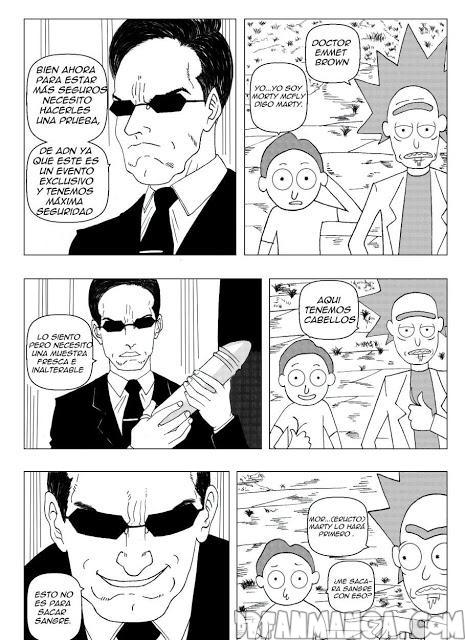 DOCTOR
EMMET
BROWN
YO...YO SOY
MORTY MCFLY
DIGO MARTY.
BIEN AHORA
PARA ESTAR
MÁS SEGUROS
NECESITO
HACERLES
UNA PRUEBA,
DE ADN YA
QUE ESTE ES
UN EVENTO
EXCLUSIVO
Y TENEMOS
MÁXIMA
SEGURIDAD
AQUI
TENEMOS
CABELLOS
LO SIENTO
PERO NECESITO
UNA MUESTRA
FRESCA E
INALTERABLE
MOR...(ERUCTO)
MARTY LO HARÁ
PRIMERO.
¿ME SACA-
RA SANGRE
CON ESO?
ESTO NO
ES PARA
SACAR
SANGRE.
DREANMANGA.COM